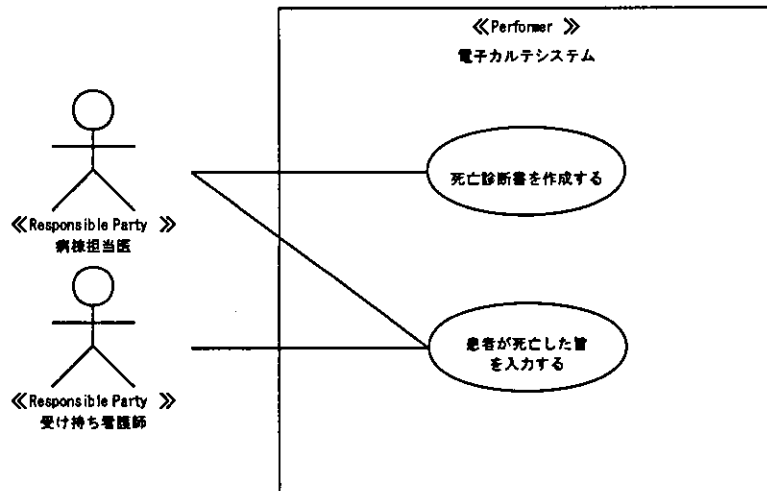 ≪Performer≫
電子カルテシステム
死亡診断書を作成する
≪Responsible Party ≫
病棟担当医
患者が死亡した旨
を入力する
≪Responsible Party ≫
受け持ち看護師